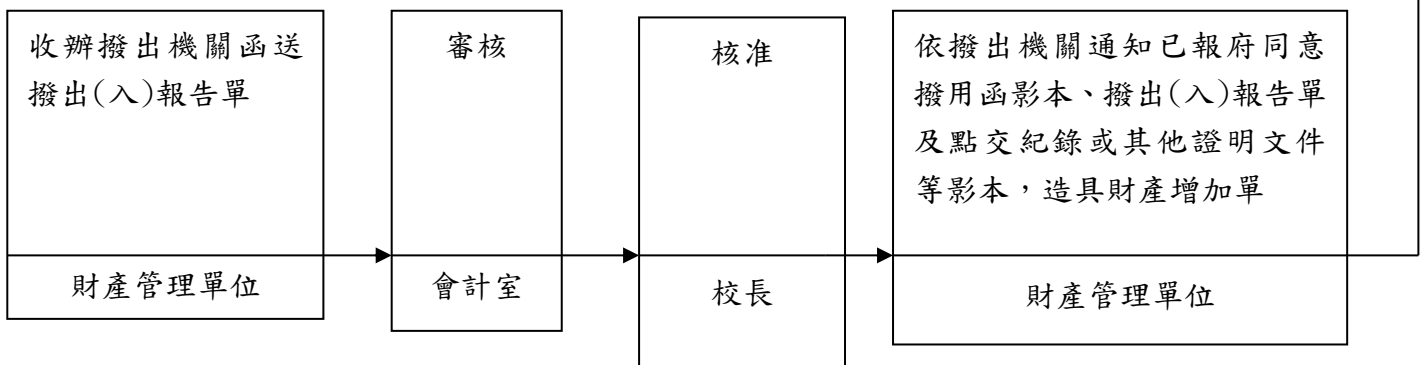 收辦撥出機關函送
撥出(入)報告單
財產管理單位
審核
會計室
核准
校長
依撥出機關通知已報府同意
撥用函影本、撥出(入)報告單
及點交紀錄或其他證明文件
等影本，造具財產增加單
財產管理單位